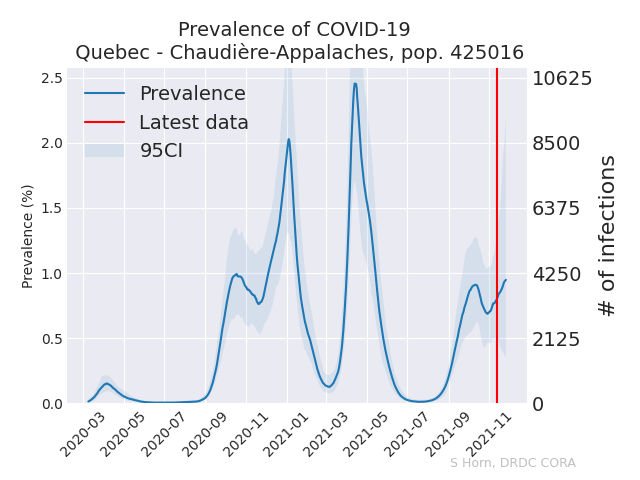 Prevalence of COVID-19
Quebec - Chaudière-Appalaches, pop. 425016
Prevalence
Latest data
95CI
Prevalence (%)
2.5
2.0
1.5
1.0
0.5
0.0
10625
8500
6375
4250
2125
0
# of infections
2020-03
2020-05
2020-07
2020-09
2020-11
2021-01
2021-03
2021-05
2021-07
2021-09
2021-11
S Horn, DRDC CORA